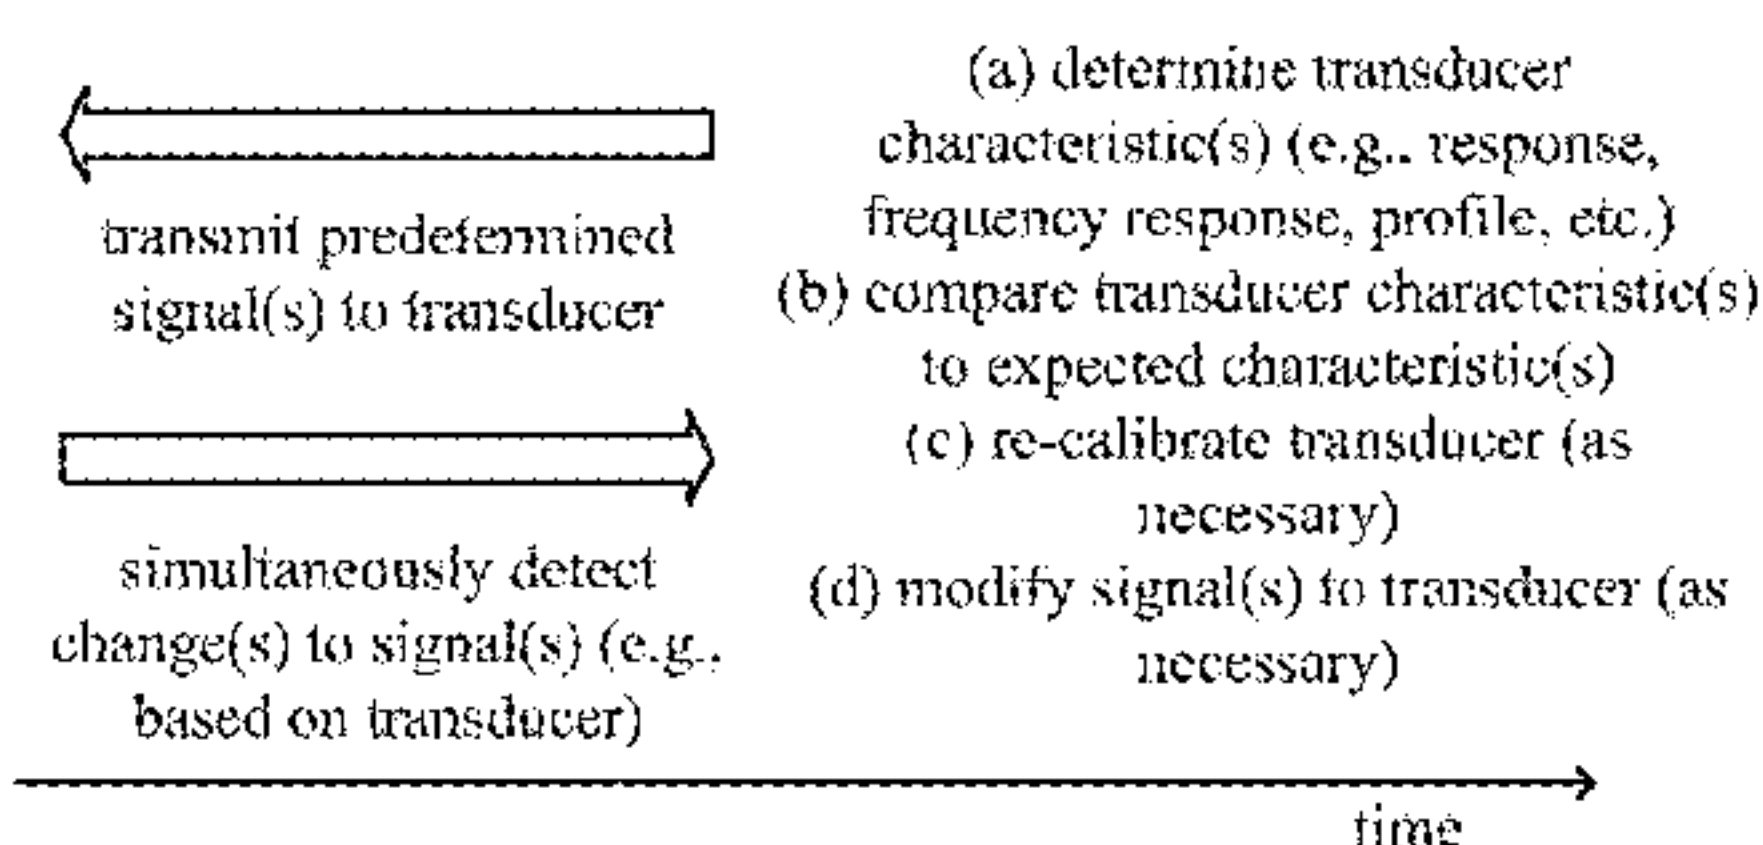 transmit predetermined
signal(s) to transducer
simultaneously detect
change(s) to signal(s) (e.g.,
based on transducer)
(a) determine transducer
characteristic(s) (e.g., response,
frequency response, profile, etc.)
(b) compare transducer characteristic(s)
to expected characteristic(s)
(c) re-calibrate transducer (as
necessary)
(d) modify signal(s) to transducer (as
necessary)
time